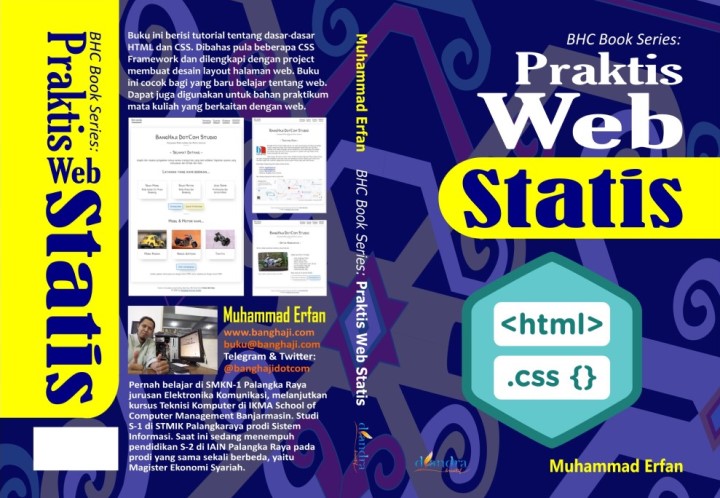 BHC Book Series:
Praktis
Web
Statis
Buku ini berisi tutorial tentang dasar-dasar
HTML dan CSS. Dibahas pula beberapa CSS
Framework dan dilengkapi dengan project
membuat desain layout halaman web. Buku
ini cocok bagi yang baru belajar tentang web.
Dapat juga digunakan untuk bahan praktikum
mata kuliah yang berkaitan dengan web.
Muhammad Erfan
www.banghaji.com
buku@banghaji.com
Telegram & Twitter:
@banghajidotcom
Pernah belajar di SMKN-1 Palangka Raya
jurusan Elektronika Komunikasi, melanjutkan
kursus Teknisi Komputer di IKMA School of
Computer Management Banjarmasin. Studi
S-1 di STMIK Palangkaraya prodi Sistem
Informasi. Saat ini sedang menempuh
pendidikan S-2 di IAIN Palangka Raya pada
prodi yang sama sekali berbeda, yaitu
Magister Ekonomi Syariah.
Muhammad Erfan BHC Book Series: Praktis Web Statis
diandra
BHC Book Series:
Praktis
Web
Statis
<html>
.css {}
diandra
Muhammad Erfan